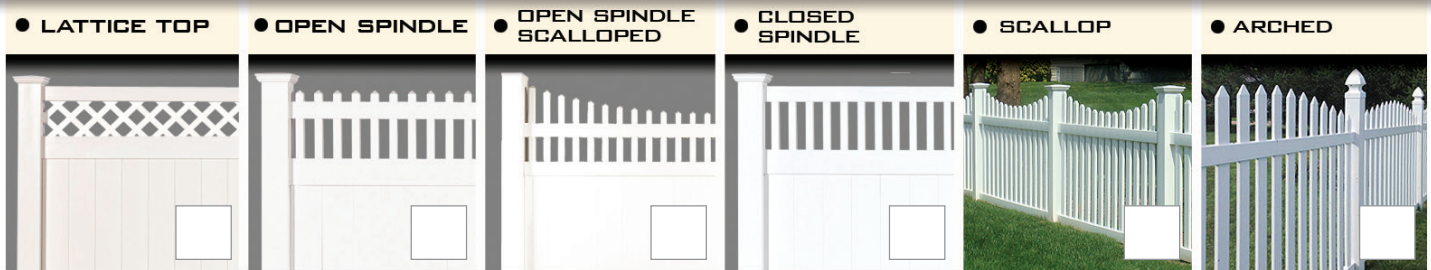 ● LATTICE TOP
● OPEN SPINDLE
● OPEN SPINDLE
SCALLOPED
● CLOSED
SPINDLE
● SCALLOP
● ARCHED